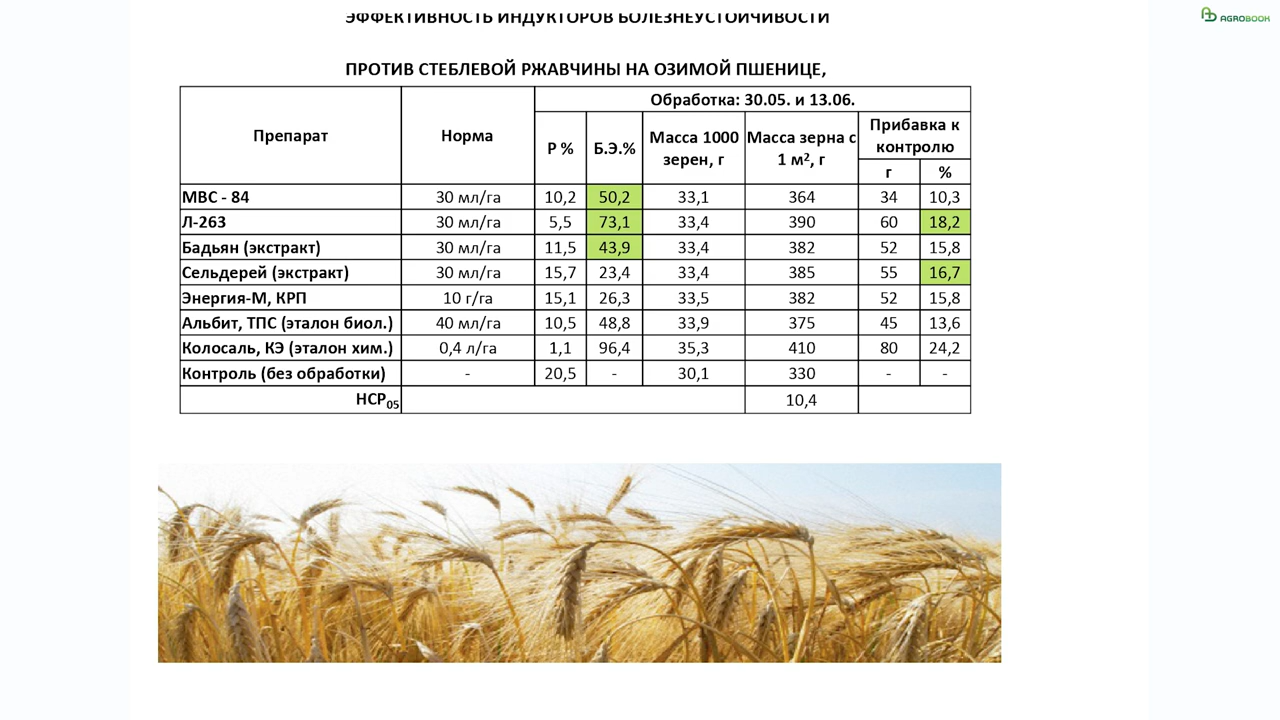 AGROBOOK
ЭФФЕКТИВНОСТЬ ИНДУКТОРОВ БОЛЕЗНЕУСТОЙЧИВОСТИ
ПРОТИВ СТЕБЛЕВОЙ РЖАВЧИНЫ НА ОЗИМОЙ ПШЕНИЦЕ,
Препарат Норма Обработка: 30.05. и 13.06.
Р % Б.Э.% Масса 1000 зерен, г Масса зерна с 1 м², г Прибавка к контролю
г %
МВС - 84 30 мл/га 10,2 50,2 33,1 364 34 10,3
Л-263 30 мл/га 5,5 73,1 33,4 390 60 18,2
Бадьян (экстракт) 30 мл/га 11,5 43,9 33,4 382 52 15,8
Сельдерей (экстракт) 30 мл/га 15,7 23,4 33,4 385 55 16,7
Энергия-М, КРП 10 г/га 15,1 26,3 33,5 382 52 15,8
Альбит, ТПС (эталон биол.) 40 мл/га 10,5 48,8 33,9 375 45 13,6
Колосаль, КЭ (эталон хим.) 0,4 л/га 1,1 96,4 35,3 410 80 24,2
Контроль (без обработки) - 20,5 - 30,1 330 - -
НСР05 10,4